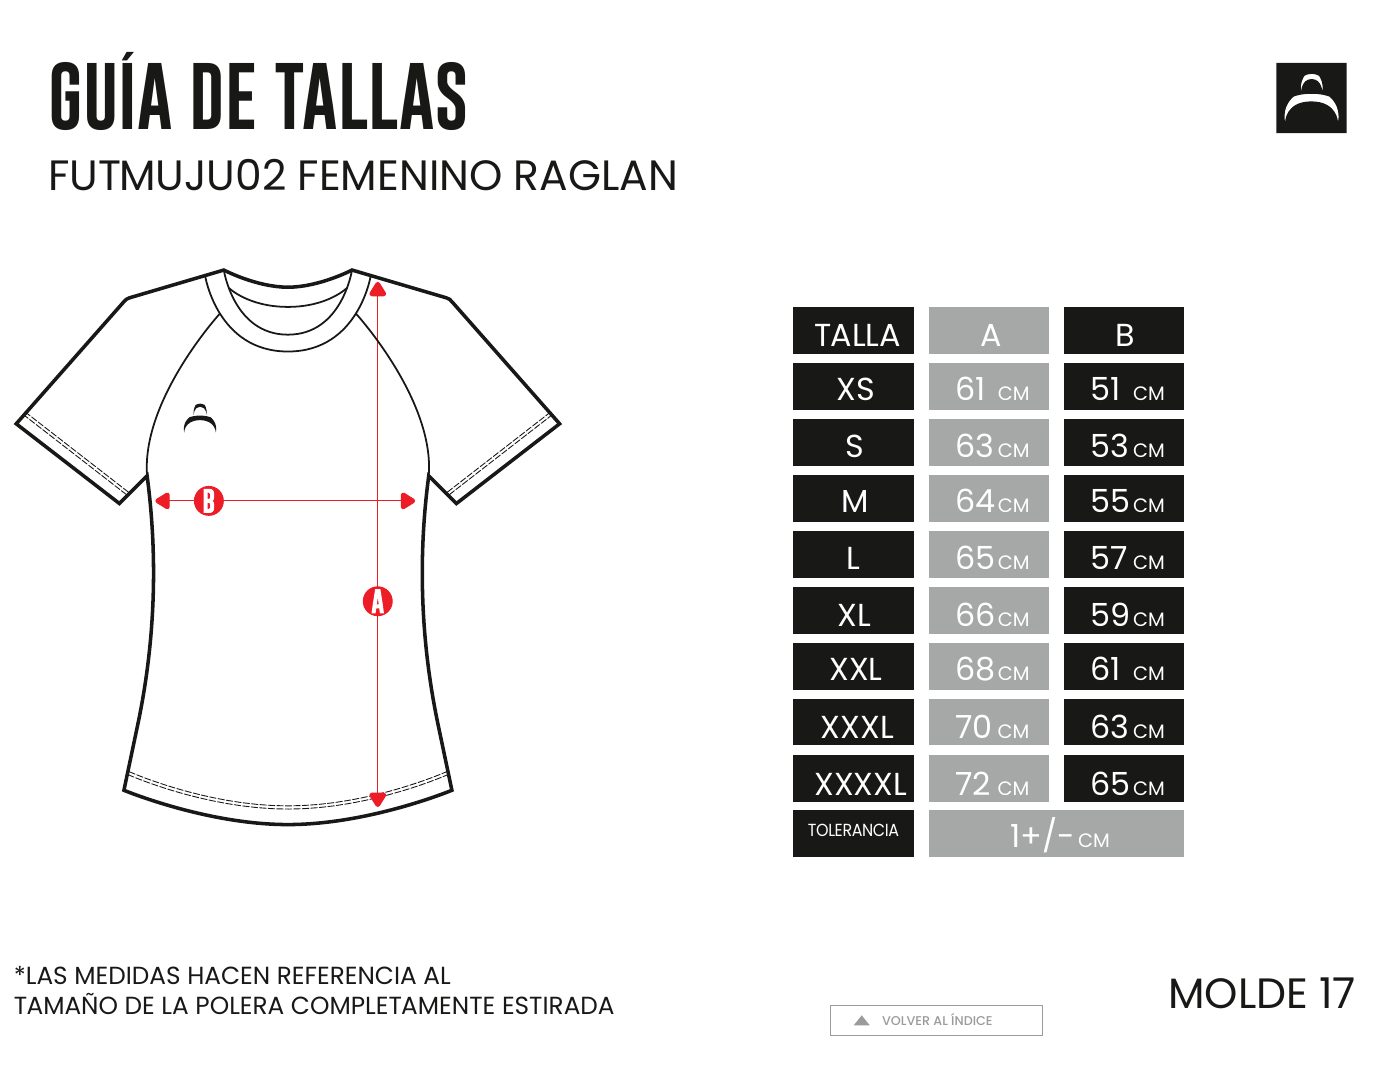 GUÍA DE TALLAS
FUTMUJU02 FEMENINO RAGLAN
B
A
TALLA A B
XS 61 CM 51 CM
S 63 CM 53 CM
M 64 CM 55 CM
L 65 CM 57 CM
XL 66 CM 59 CM
XXL 68 CM 61 CM
XXXL 70 CM 63 CM
XXXXL 72 CM 65 CM
TOLERANCIA 1+/- CM
*LAS MEDIDAS HACEN REFERENCIA AL
TAMAÑO DE LA POLERA COMPLETAMENTE ESTIRADA
MOLDE 17
VOLVER AL ÍNDICE